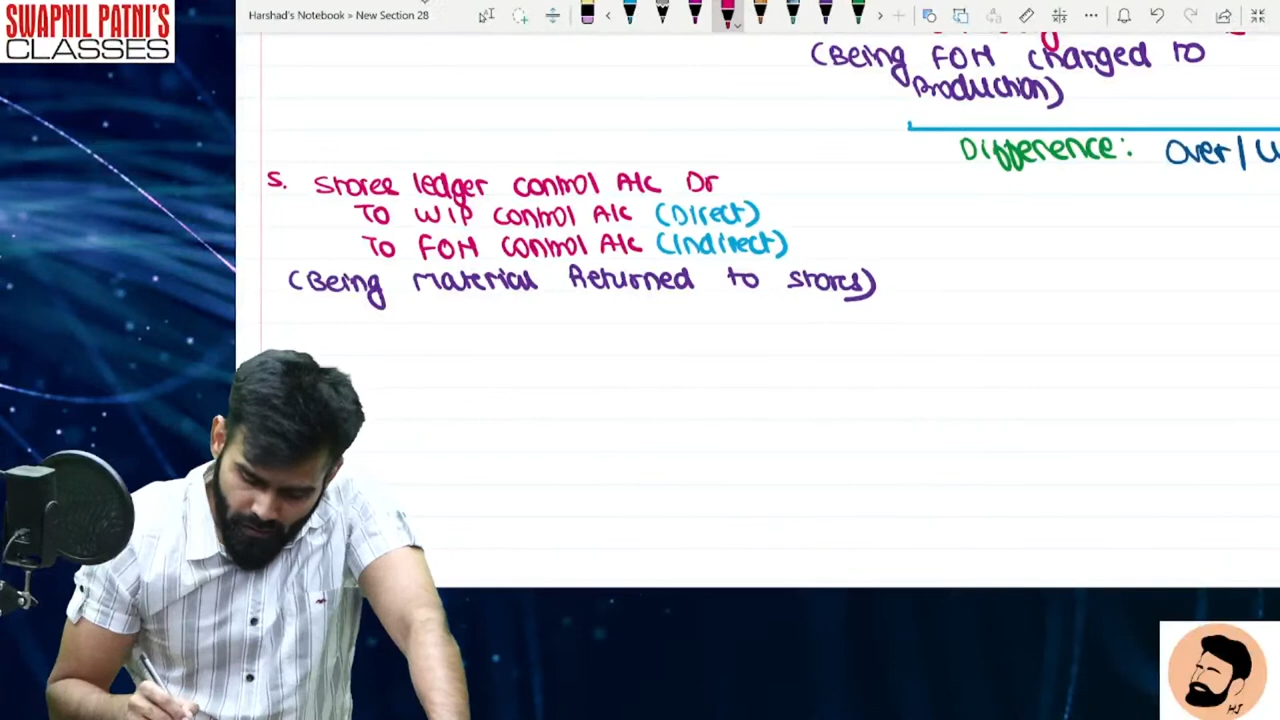 SWAPNIL PATNI'S
CLASSES
Harshad's Notebook » New Section 28
(Being FOH charged to
Production)
Difference: Over/U
5. Stores ledger control A/c Dr
To WIP control A/c (Direct)
To FOH control A/c (Indirect)
(Being Material Returned to stores)
HJ